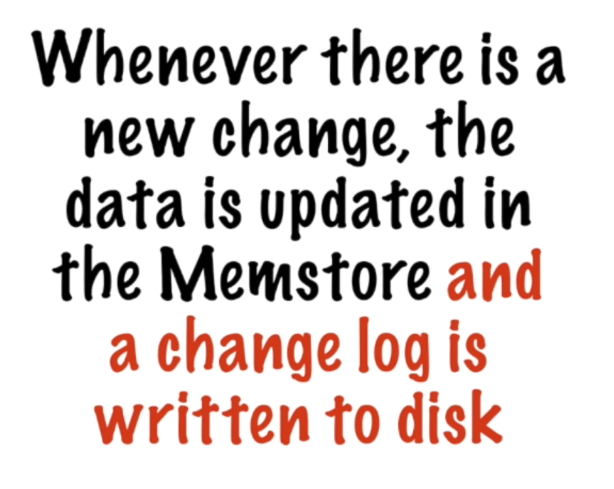 Whenever there is a
new change, the
data is updated in
the Memstore and
a change log is
written to disk